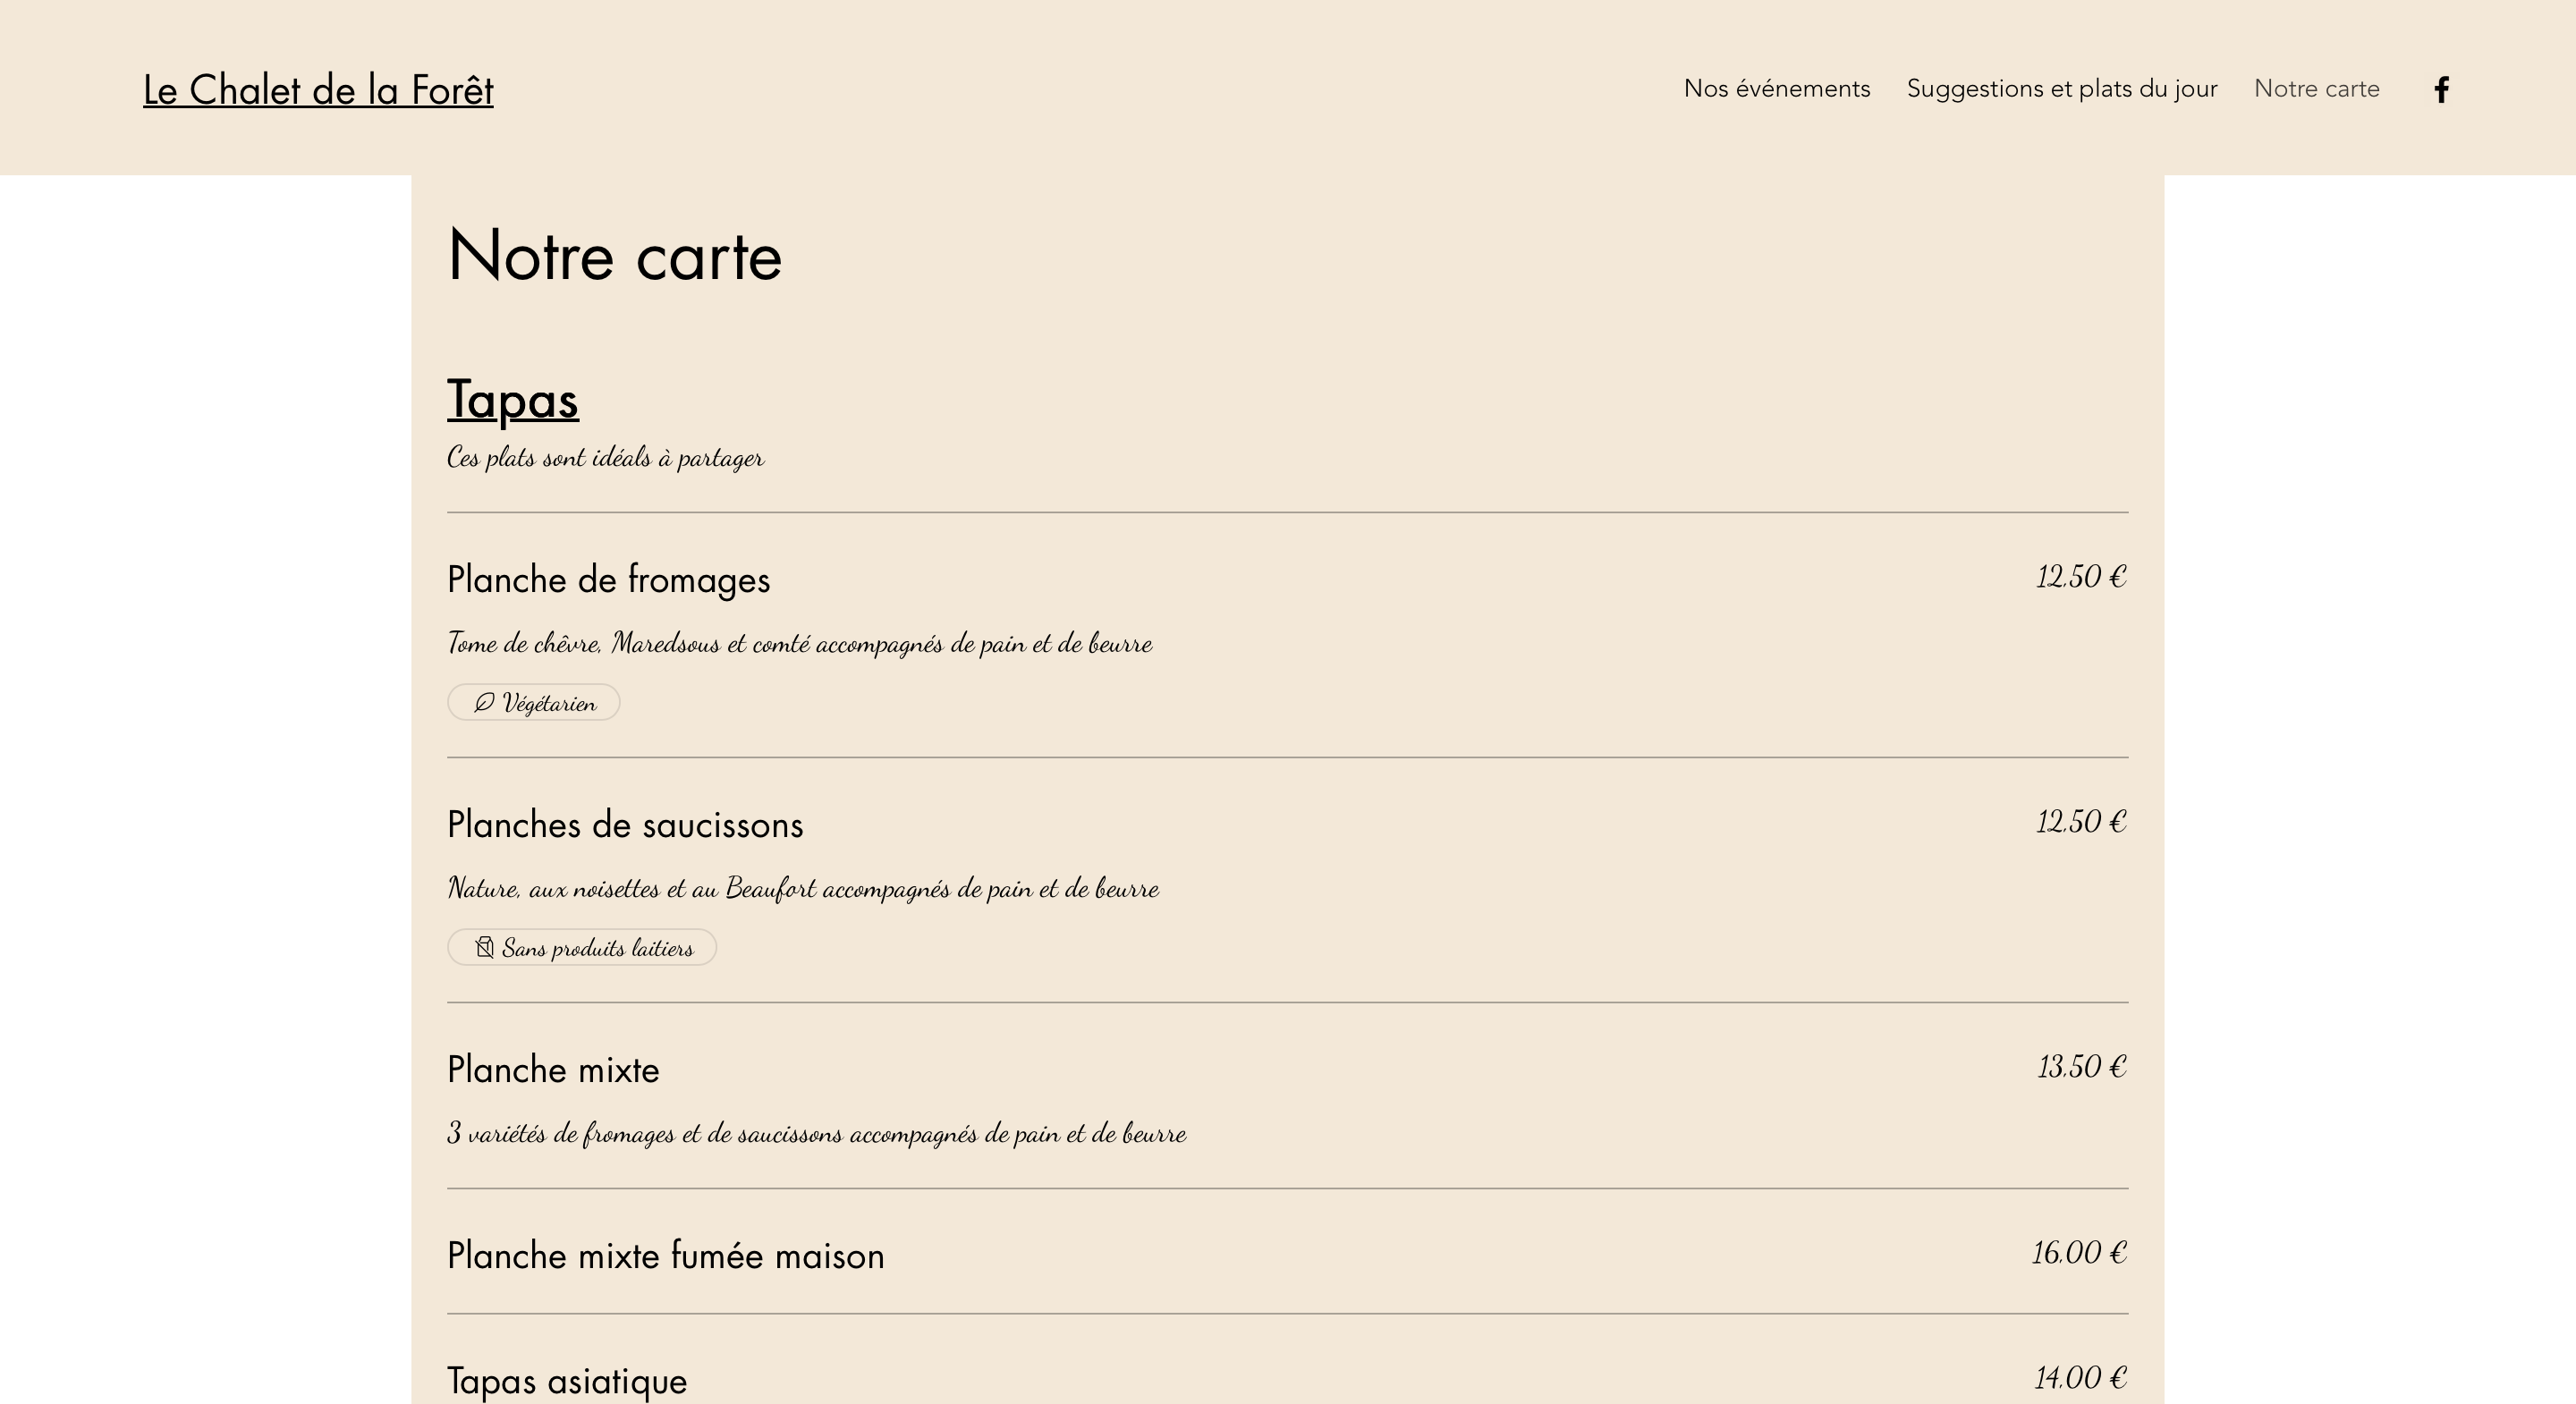 Le Chalet de la Forêt
Nos événements
Suggestions et plats du jour
Notre carte
Notre carte
Tapas
Ces plats sont idéals à partager
Planche de fromages
12,50 €
Tome de chêvre, Maredsous et comté accompagnés de pain et de beurre
Végétarien
Planches de saucissons
12,50 €
Nature, aux noisettes et au Beaufort accompagnés de pain et de beurre
Sans produits laitiers
Planche mixte
13,50 €
3 variétés de fromages et de saucissons accompagnés de pain et de beurre
Planche mixte fumée maison
16,00 €
Tapas asiatique
14,00 €